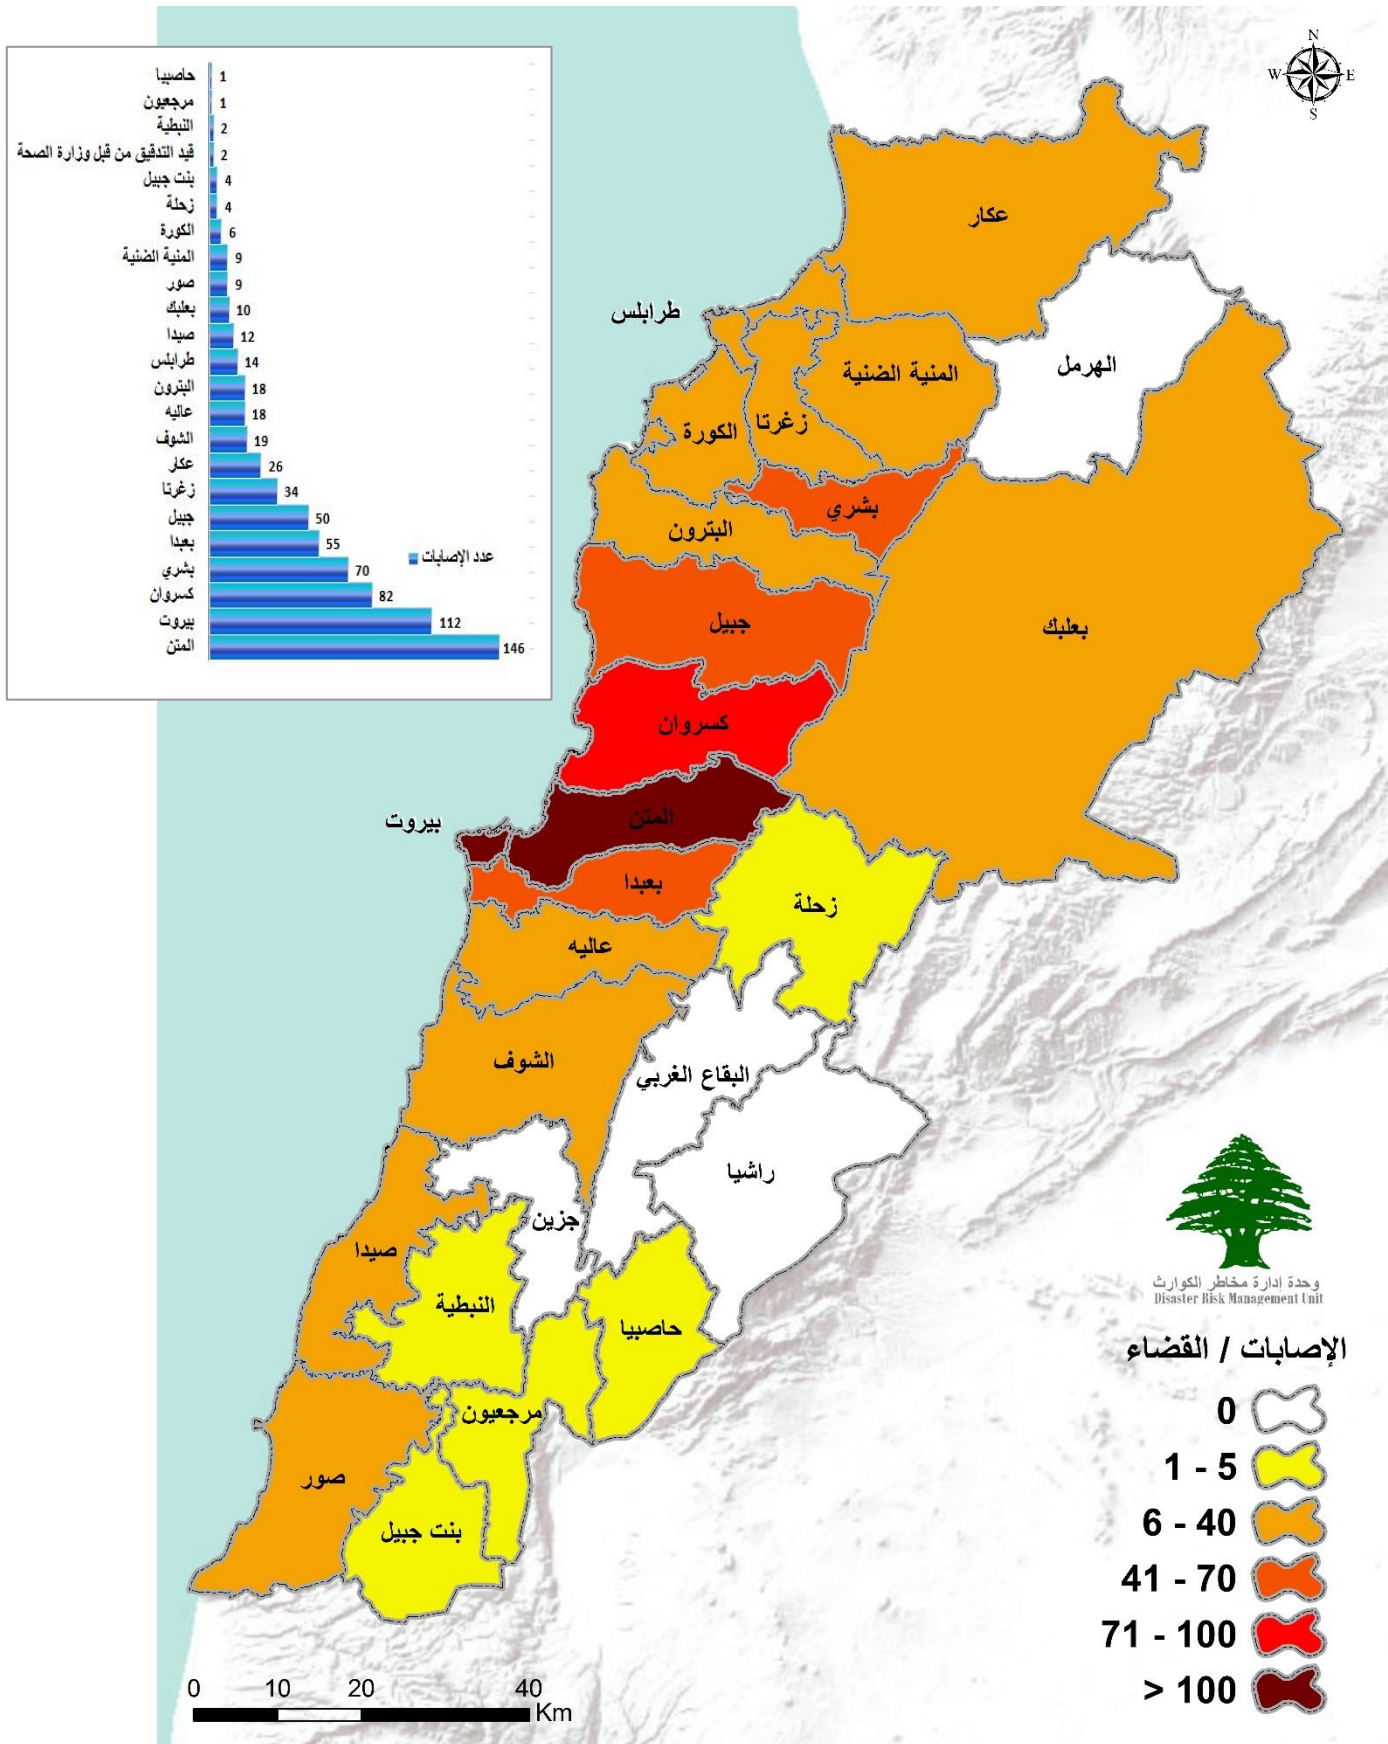 N
W E
S
حاصبيا 1
مرجعيون 1
النبطية 2
قيد التدقيق من قبل وزارة الصحة 2
بنت جبيل 4
زحلة 4
الكورة 6
المنية الضنية 9
صور 9
بعلبك 10
صيدا 12
طرابلس 14
البترون 18
عاليه 18
الشوف 19
عكار 26
زغرتا 34
جبيل 50
بعبدا 55
بشري 70
كسروان 82
بيروت 112
المتن 146
عدد الإصابات
عكار
طرابلس
الهرمل
المنية الضنية
زغرتا
الكورة
بشري
البترون
جبيل
بعلبك
كسروان
المتن
بيروت
بعبدا
زحلة
عاليه
الشوف
البقاع الغربي
راشيا
جزين
صيدا
النبطية
حاصبيا
مرجعيون
صور
بنت جبيل
وحدة إدارة مخاطر الكوارث
Disaster Risk Management Unit
الإصابات / القضاء
0
1 - 5
6 - 40
41 - 70
71 - 100
> 100
0 10 20 40
Km